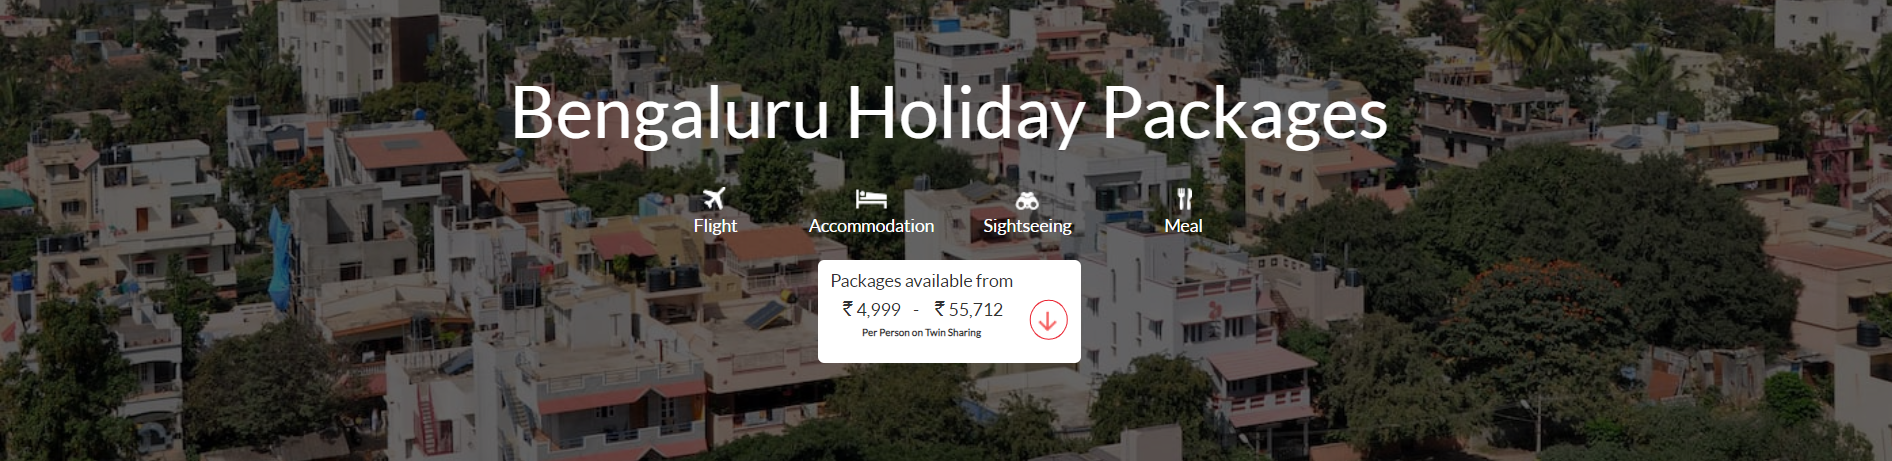 Bengaluru Holiday Packages
Flight Accommodation Sightseeing Meal
Packages available from
₹ 4,999 - ₹ 55,712
Per Person on Twin Sharing